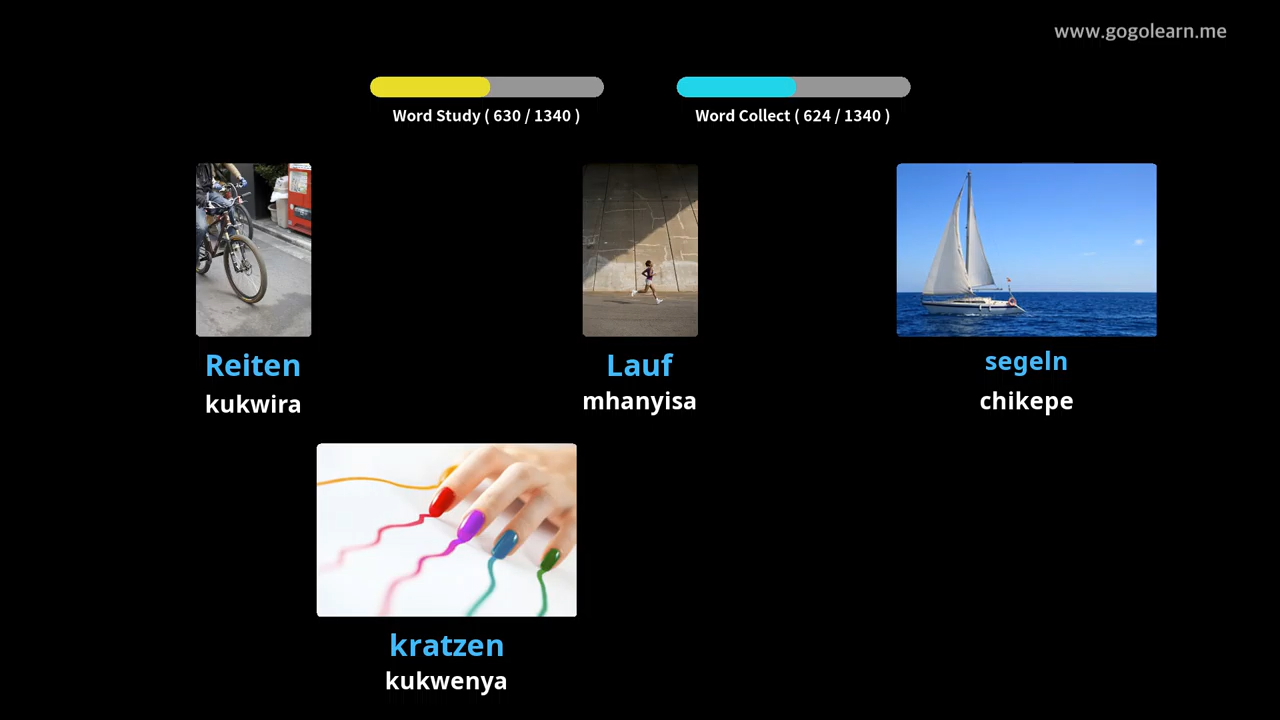 www.gogolearn.me
Word Study ( 630 / 1340 )
Word Collect ( 624 / 1340 )
Reiten
kukwira
Lauf
mhanyisa
segeln
chikepe
kratzen
kukwenya